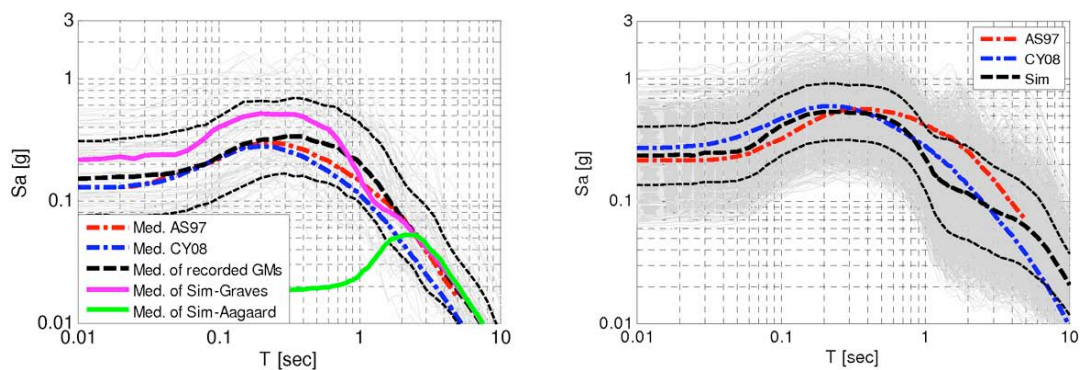 3
1
0.1
0.01
Sa [g]
Med. AS97
Med. CY08
Med. of recorded GMs
Med. of Sim-Graves
Med. of Sim-Aagaard
0.01 0.1 1 10
T [sec]
3
1
0.1
0.01
Sa [g]
AS97
CY08
Sim
0.01 0.1 1 10
T [sec]